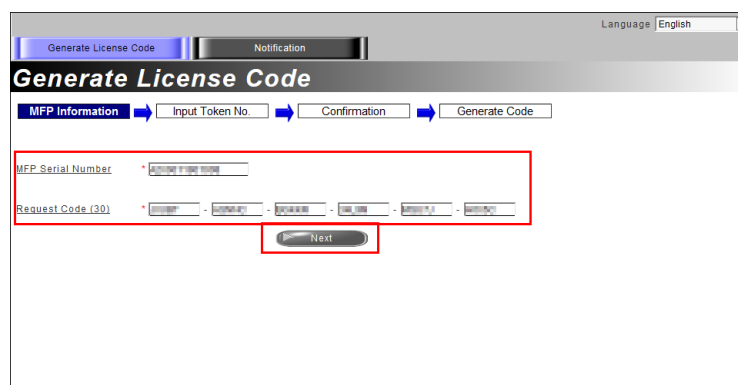 Language English
Generate License Code Notification
Generate License Code
MFP Information Input Token No. Confirmation Generate Code
MFP Serial Number *
Request Code (30) * - - - - -
Next